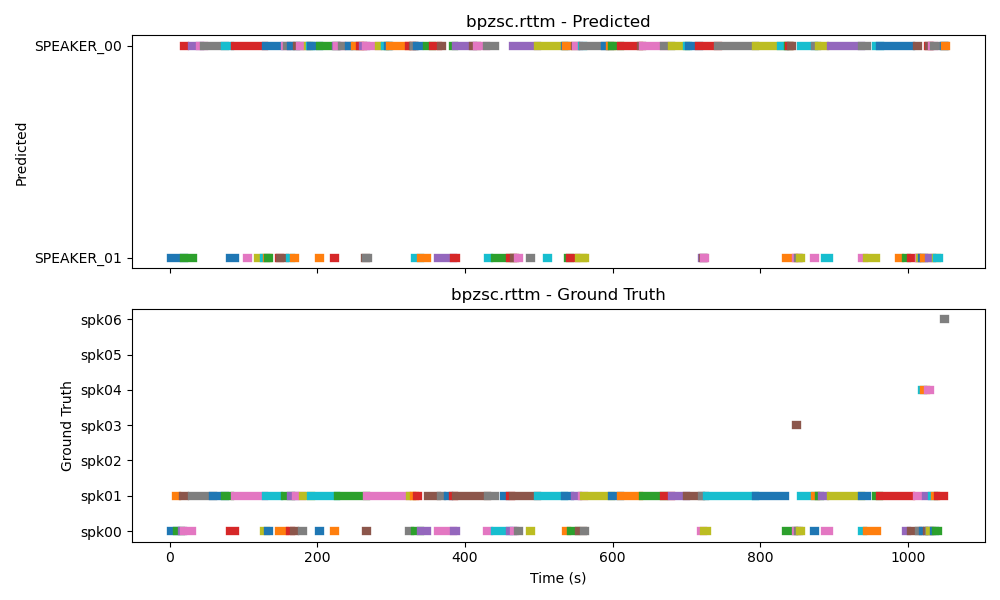 bpzsc.rttm - Predicted
SPEAKER_00
Predicted
SPEAKER_01
bpzsc.rttm - Ground Truth
spk06
spk05
spk04
Ground Truth
spk03
spk02
spk01
spk00
0 200 400 600 800 1000
Time (s)